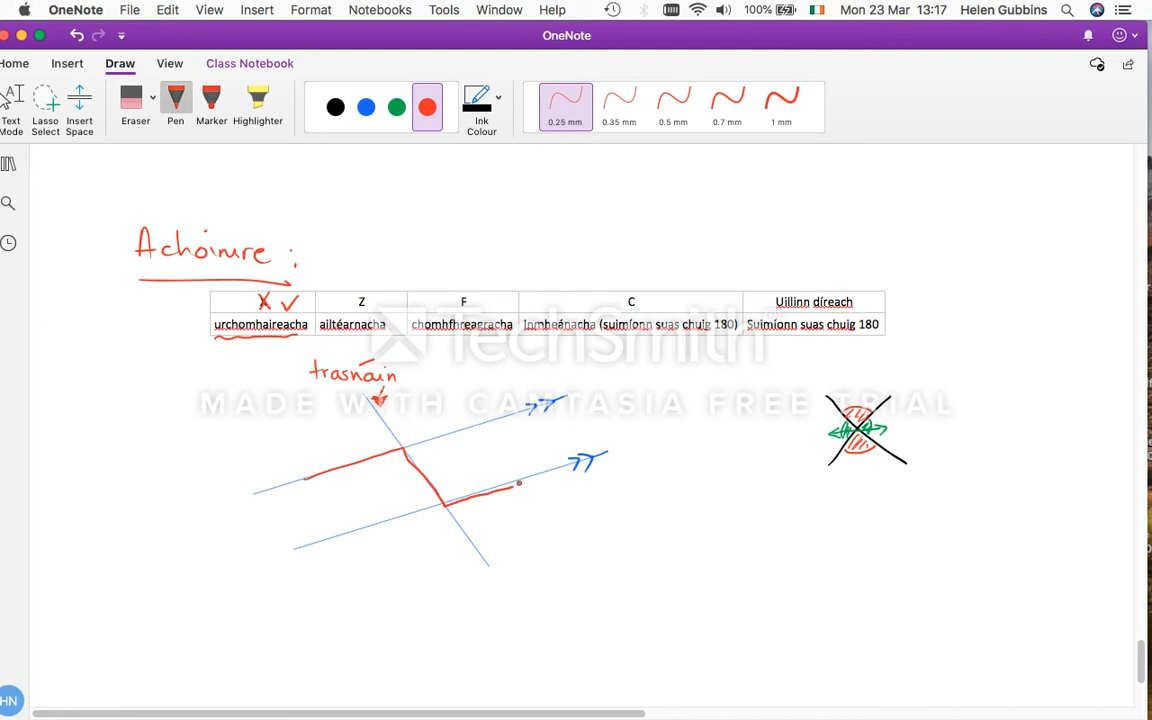 OneNote File Edit View Insert Format Notebooks Tools Window Help 100% Mon 23 Mar 13:17 Helen Gubbins
OneNote
Home Insert Draw View Class Notebook
Text Mode
Lasso Select
Insert Space
Eraser
Pen
Marker
Highlighter
Ink Colour
0.25 mm
0.35 mm
0.5 mm
0.7 mm
1 mm
Achoimre :
X Z F C Uillinn díreach
urchomhaireacha ailtéarnacha chomhfhreagracha Inmheánacha (suimíonn suas chuig 180) Suimíonn suas chuig 180
TechSmith
trasnáin
MADE WITH CAMTASIA FREE TRIAL
HN